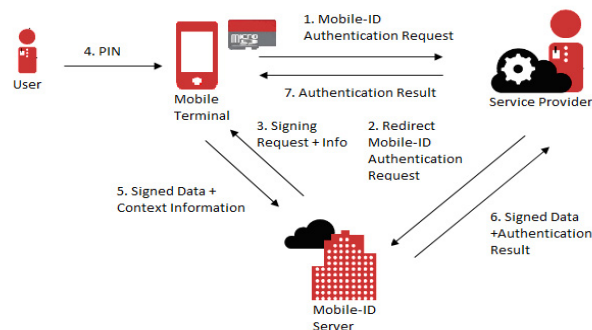 1. Mobile-ID
Authentication Request
4. PIN
micro
User
Mobile
Terminal
7. Authentication Result
Service Provider
3. Signing
Request + Info
2. Redirect
Mobile-ID
Authentication
Request
5. Signed Data +
Context Information
6. Signed Data
+Authentication
Result
Mobile-ID
Server